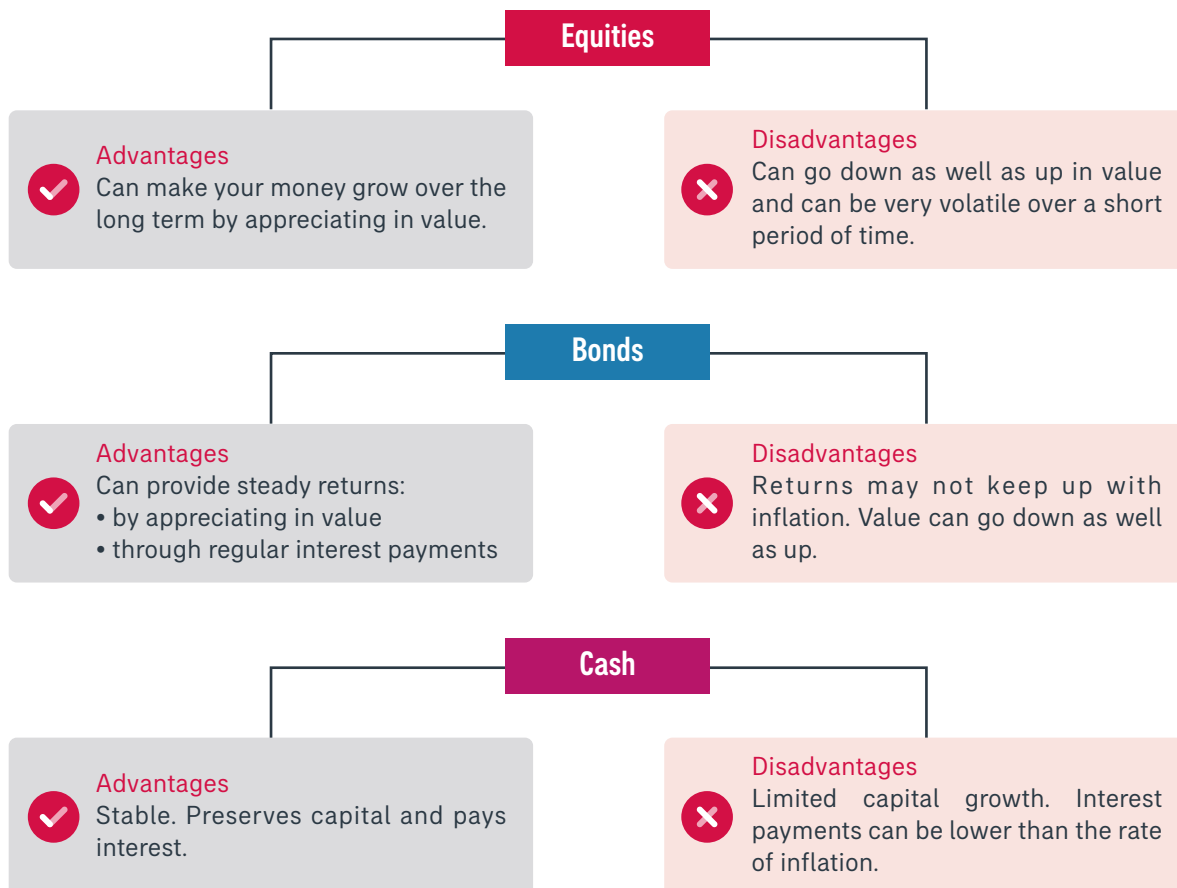 Equities
Advantages
Can make your money grow over the
long term by appreciating in value.
Disadvantages
Can go down as well as up in value
and can be very volatile over a short
period of time.
Bonds
Advantages
Can provide steady returns:
• by appreciating in value
• through regular interest payments
Disadvantages
Returns may not keep up with
inflation. Value can go down as well
as up.
Cash
Advantages
Stable. Preserves capital and pays
interest.
Disadvantages
Limited capital growth. Interest
payments can be lower than the rate
of inflation.